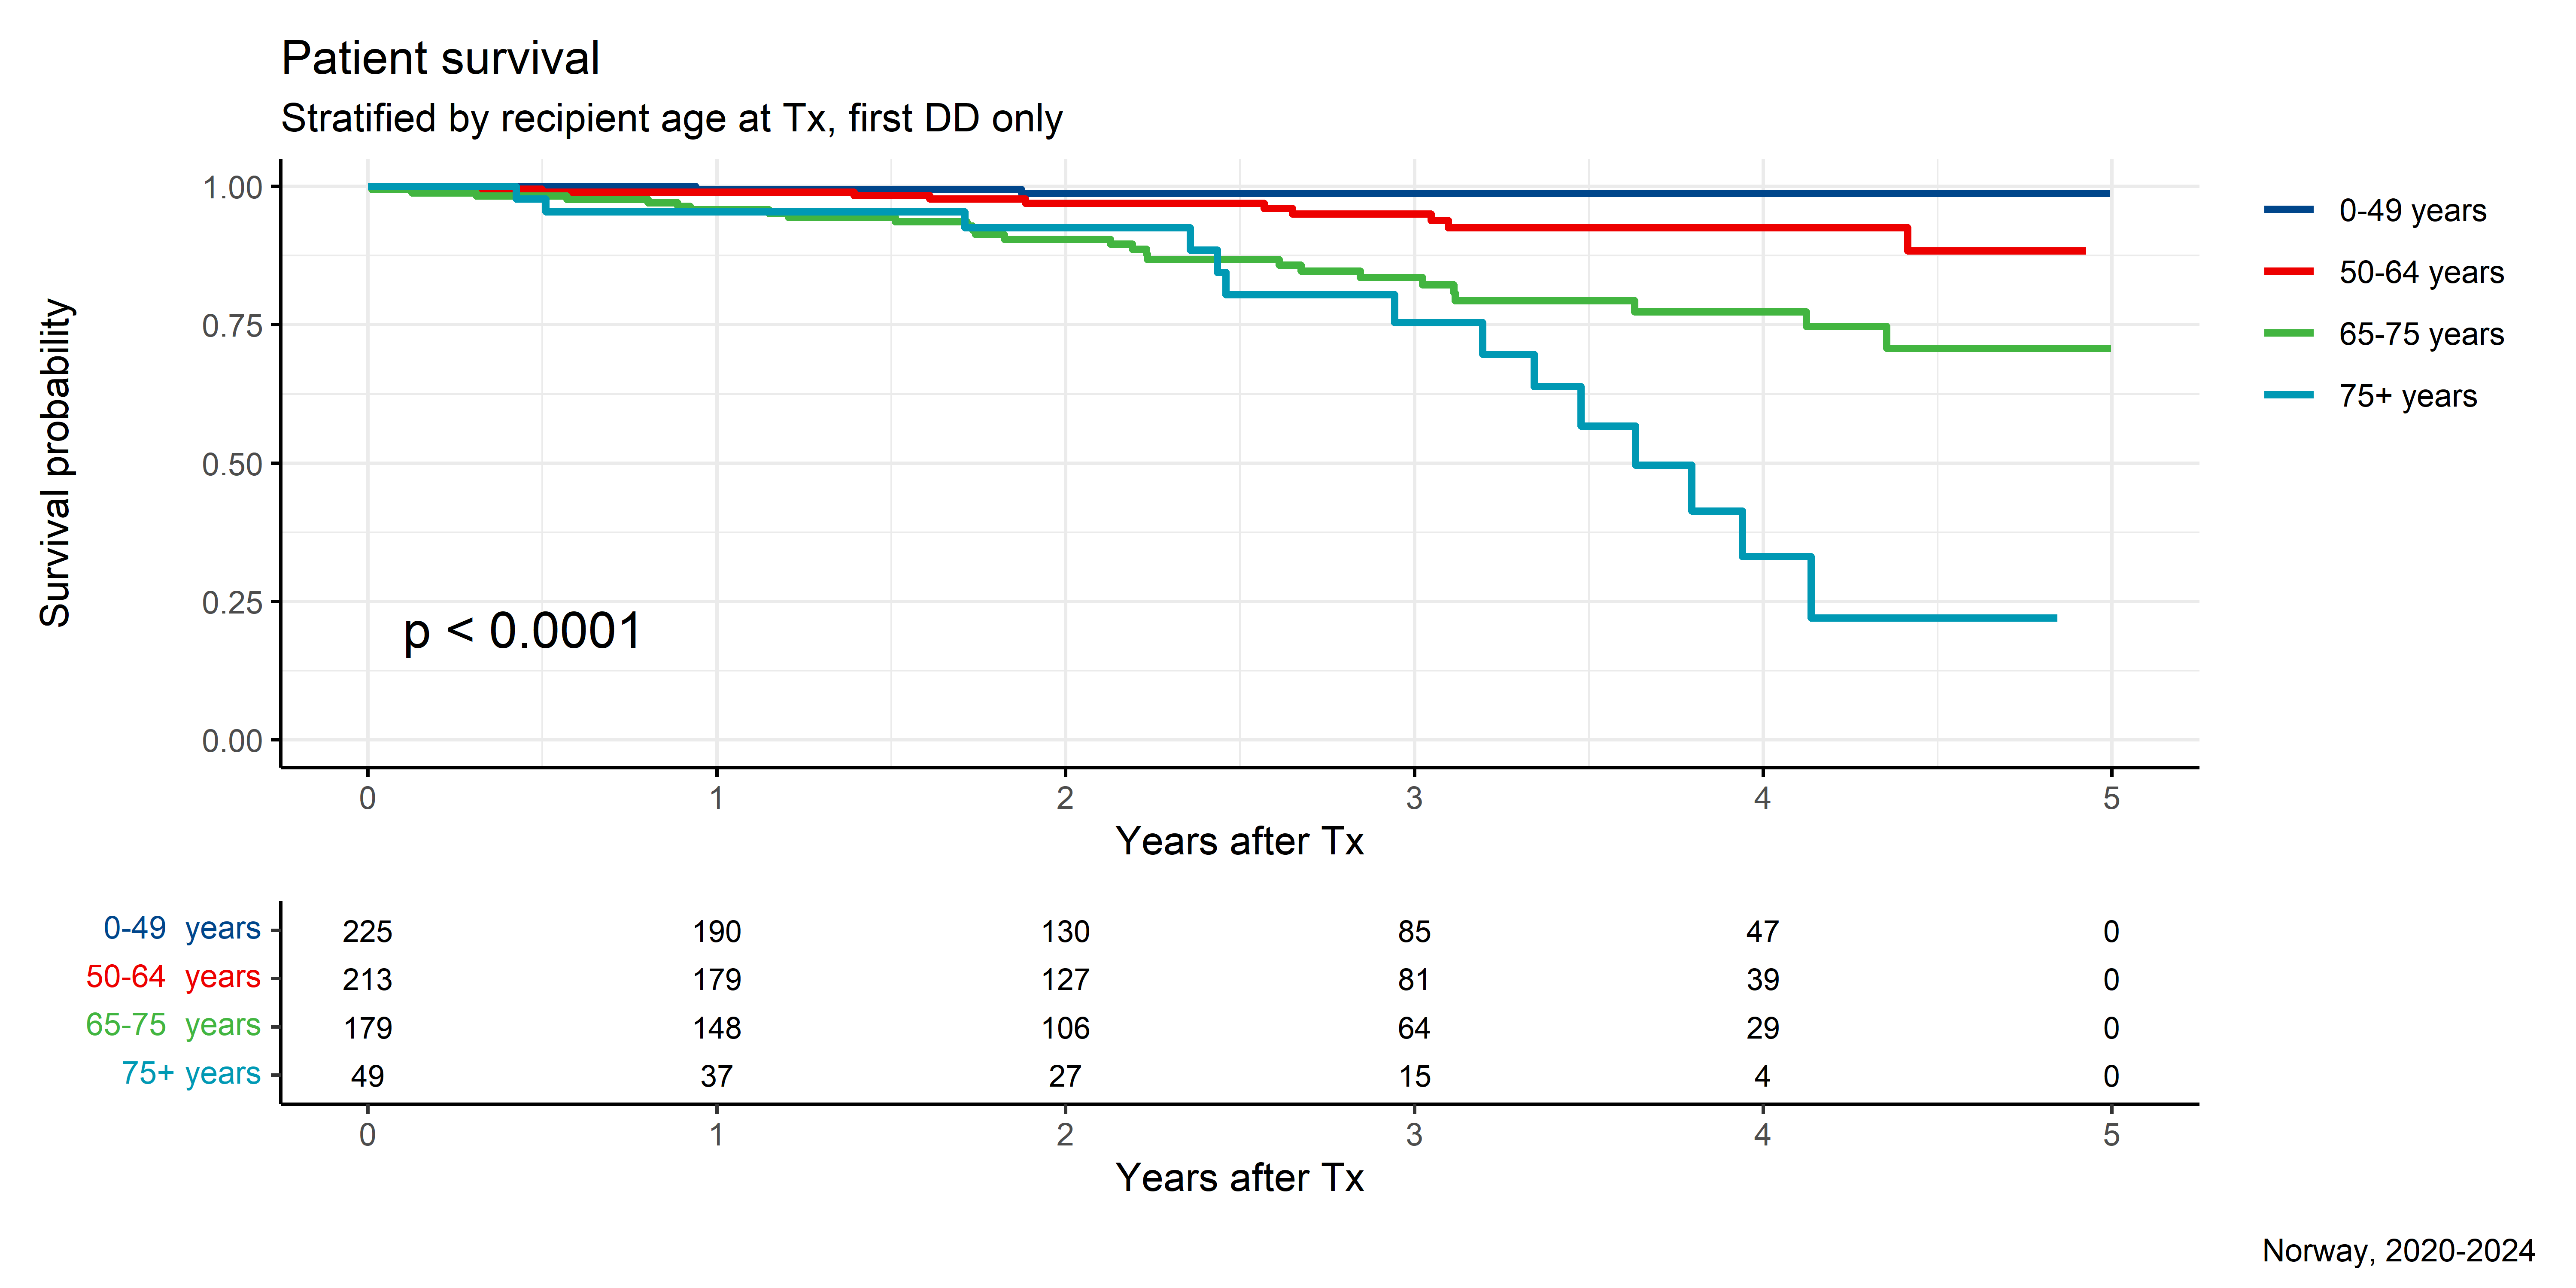 Patient survival
Stratified by recipient age at Tx, first DD only
Survival probability
1.00
0.75
0.50
0.25
0.00
p < 0.0001
0-49 years
50-64 years
65-75 years
75+ years
0 1 2 3 4 5
Years after Tx
0-49 years 225 190 130 85 47 0
50-64 years 213 179 127 81 39 0
65-75 years 179 148 106 64 29 0
75+ years 49 37 27 15 4 0
0 1 2 3 4 5
Years after Tx
Norway, 2020-2024